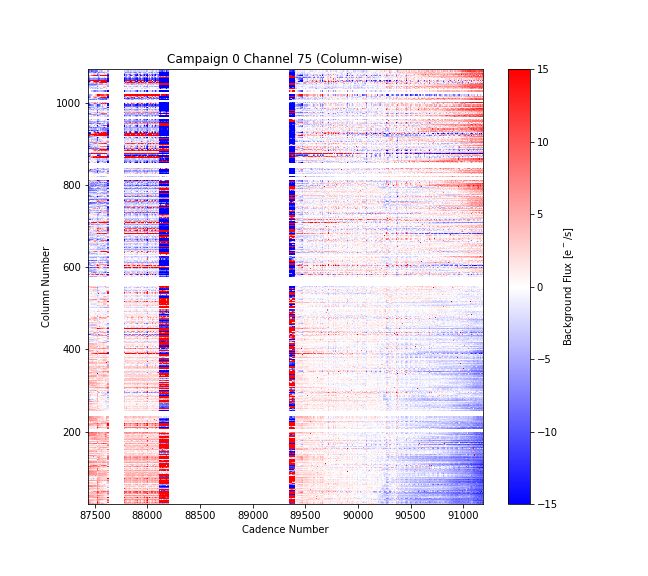 Campaign 0 Channel 75 (Column-wise)
1000
800
600
400
200
Column Number
87500 88000 88500 89000 89500 90000 90500 91000
Cadence Number
15
10
5
0
−5
−10
−15
Background Flux [e⁻/s]